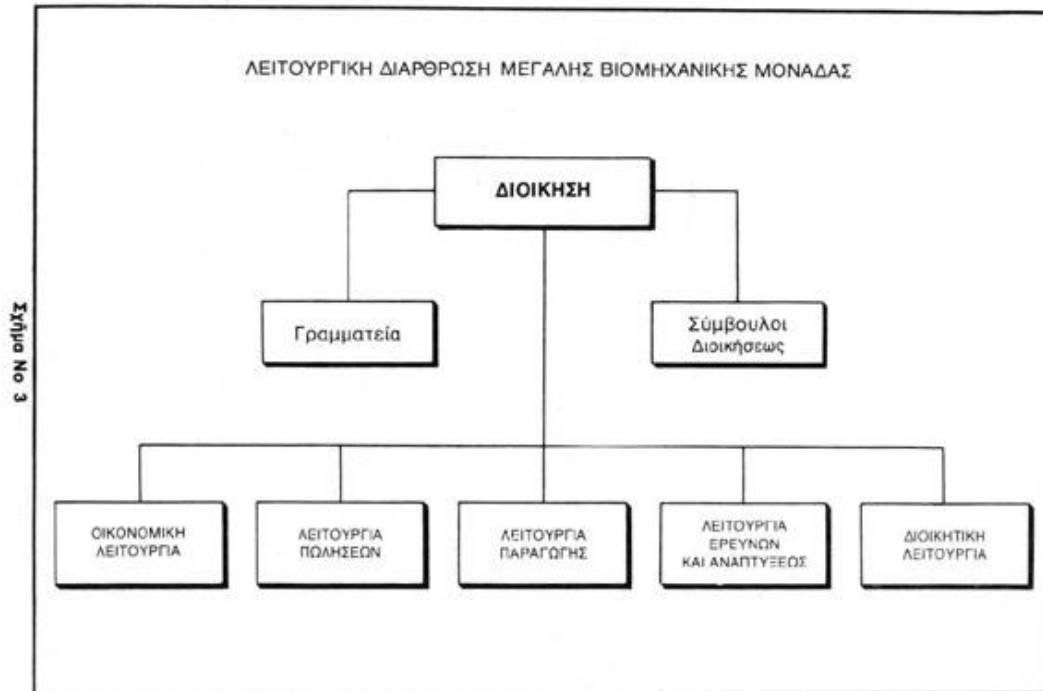 ΛΕΙΤΟΥΡΓΙΚΗ ΔΙΑΡΘΡΩΣΗ ΜΕΓΑΛΗΣ ΒΙΟΜΗΧΑΝΙΚΗΣ ΜΟΝΑΔΑΣ
ΔΙΟΙΚΗΣΗ
Γραμματεία
Σύμβουλοι
Διοικήσεως
Σχήμα Νο 3
ΟΙΚΟΝΟΜΙΚΗ
ΛΕΙΤΟΥΡΓΙΑ
ΛΕΙΤΟΥΡΓΙΑ
ΠΩΛΗΣΕΩΝ
ΛΕΙΤΟΥΡΓΙΑ
ΠΑΡΑΓΩΓΗΣ
ΛΕΙΤΟΥΡΓΙΑ
ΕΡΕΥΝΩΝ
ΚΑΙ ΑΝΑΠΤΥΞΕΩΣ
ΔΙΟΙΚΗΤΙΚΗ
ΛΕΙΤΟΥΡΓΙΑ